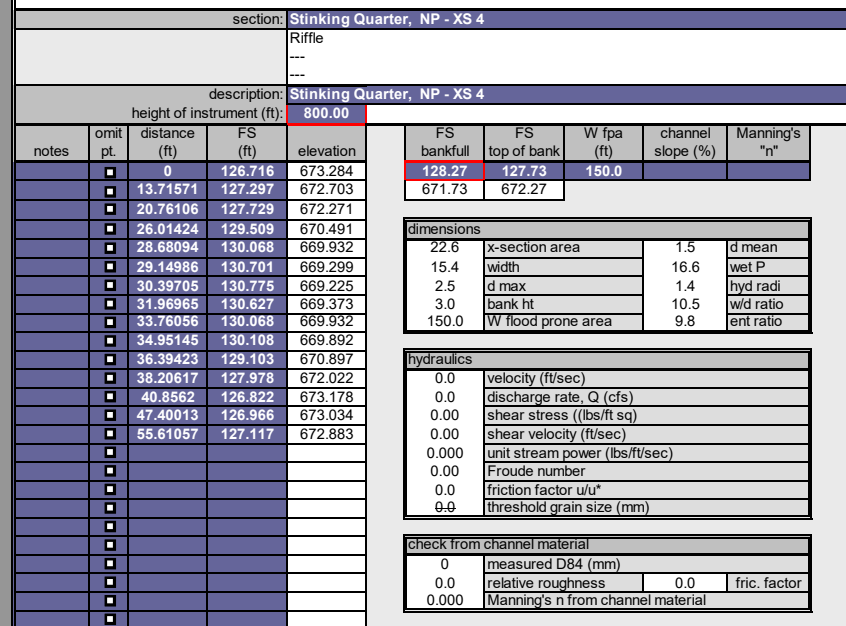 section: Stinking Quarter, NP - XS 4
Riffle
---
---
description: Stinking Quarter, NP - XS 4
height of instrument (ft): 800.00
omit distance FS FS FS W fpa channel Manning's
notes pt. (ft) (ft) elevation bankfull top of bank (ft) slope (%) "n"
0 126.716 673.284 128.27 127.73 150.0
13.71571 127.297 672.703 671.73 672.27
20.76106 127.729 672.271
26.01424 129.509 670.491 dimensions
28.68094 130.068 669.932 22.6 x-section area 1.5 d mean
29.14986 130.701 669.299 15.4 width 16.6 wet P
30.39705 130.775 669.225 2.5 d max 1.4 hyd radi
31.96965 130.627 669.373 3.0 bank ht 10.5 w/d ratio
33.76056 130.068 669.932 150.0 W flood prone area 9.8 ent ratio
34.95145 130.108 669.892
36.39423 129.103 670.897 hydraulics
38.20617 127.978 672.022 0.0 velocity (ft/sec)
40.8562 126.822 673.178 0.0 discharge rate, Q (cfs)
47.40013 126.966 673.034 0.00 shear stress ((lbs/ft sq)
55.61057 127.117 672.883 0.00 shear velocity (ft/sec)
0.000 unit stream power (lbs/ft/sec)
0.00 Froude number
0.0 friction factor u/u*
0.0 threshold grain size (mm)
check from channel material
0 measured D84 (mm)
0.0 relative roughness 0.0 fric. factor
0.000 Manning's n from channel material